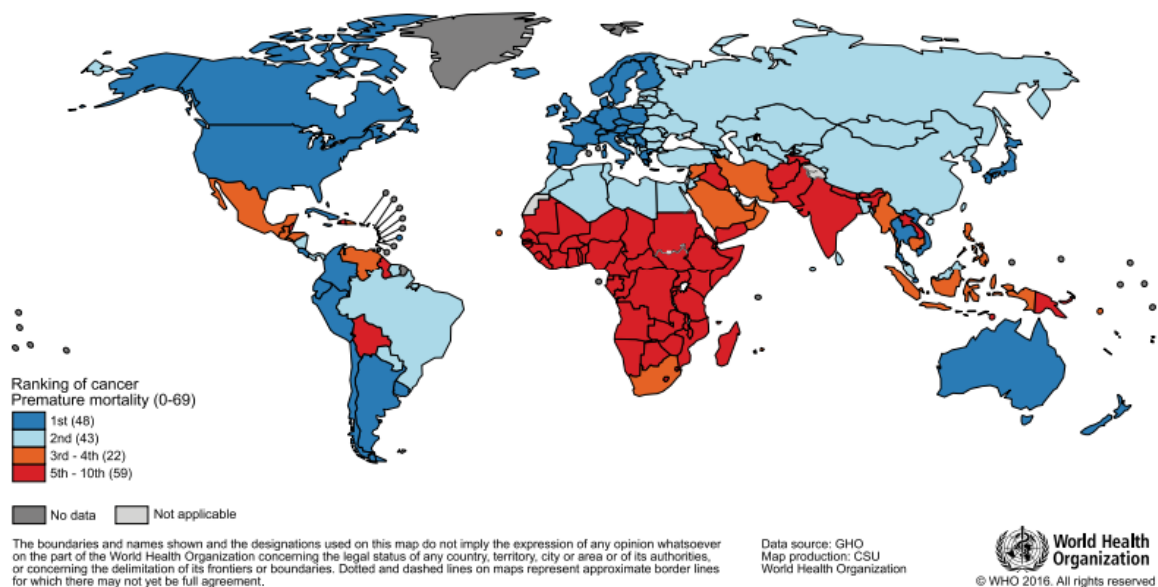 Ranking of cancer
Premature mortality (0-69)
1st (48)
2nd (43)
3rd - 4th (22)
5th - 10th (59)
No data
Not applicable
The boundaries and names shown and the designations used on this map do not imply the expression of any opinion whatsoever
on the part of the World Health Organization concerning the legal status of any country, territory, city or area or of its authorities,
or concerning the delimitation of its frontiers or boundaries. Dotted and dashed lines on maps represent approximate border lines
for which there may not yet be full agreement.
Data source: GHO
Map production: CSU
World Health Organization
World Health
Organization
© WHO 2016. All rights reserved